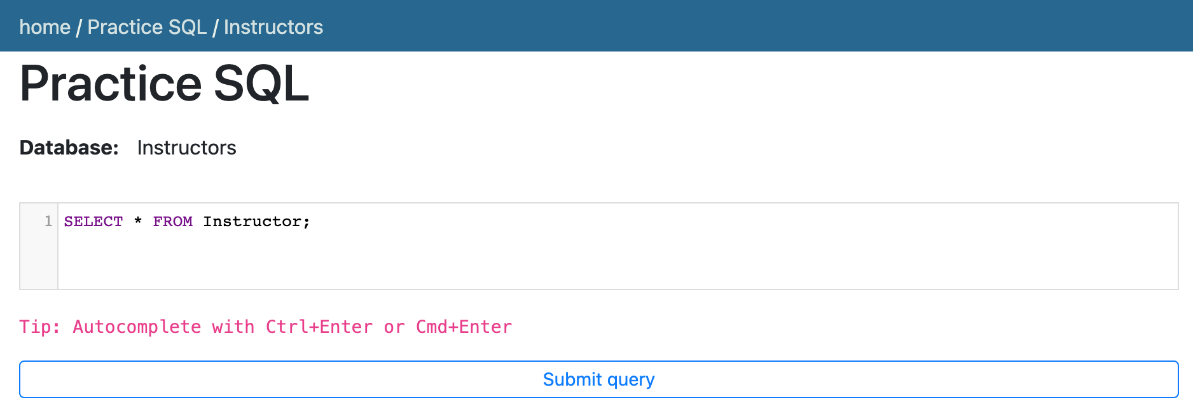 home / Practice SQL / Instructors
Practice SQL
Database: Instructors
1 SELECT * FROM Instructor;
Tip: Autocomplete with Ctrl+Enter or Cmd+Enter
Submit query